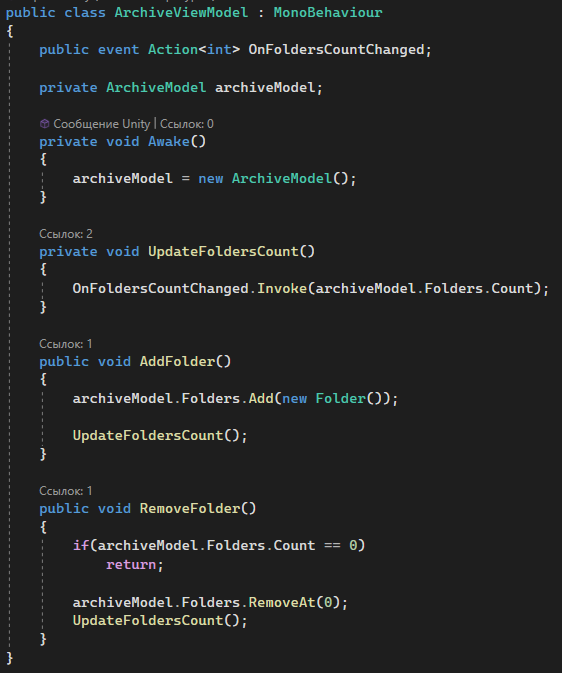 public class ArchiveViewModel : MonoBehaviour
{
public event Action<int> OnFoldersCountChanged;
private ArchiveModel archiveModel;
Сообщение Unity | Ссылок: 0
private void Awake()
{
archiveModel = new ArchiveModel();
}
Ссылок: 2
private void UpdateFoldersCount()
{
OnFoldersCountChanged.Invoke(archiveModel.Folders.Count);
}
Ссылок: 1
public void AddFolder()
{
archiveModel.Folders.Add(new Folder());
UpdateFoldersCount();
}
Ссылок: 1
public void RemoveFolder()
{
if(archiveModel.Folders.Count == 0)
return;
archiveModel.Folders.RemoveAt(0);
UpdateFoldersCount();
}
}